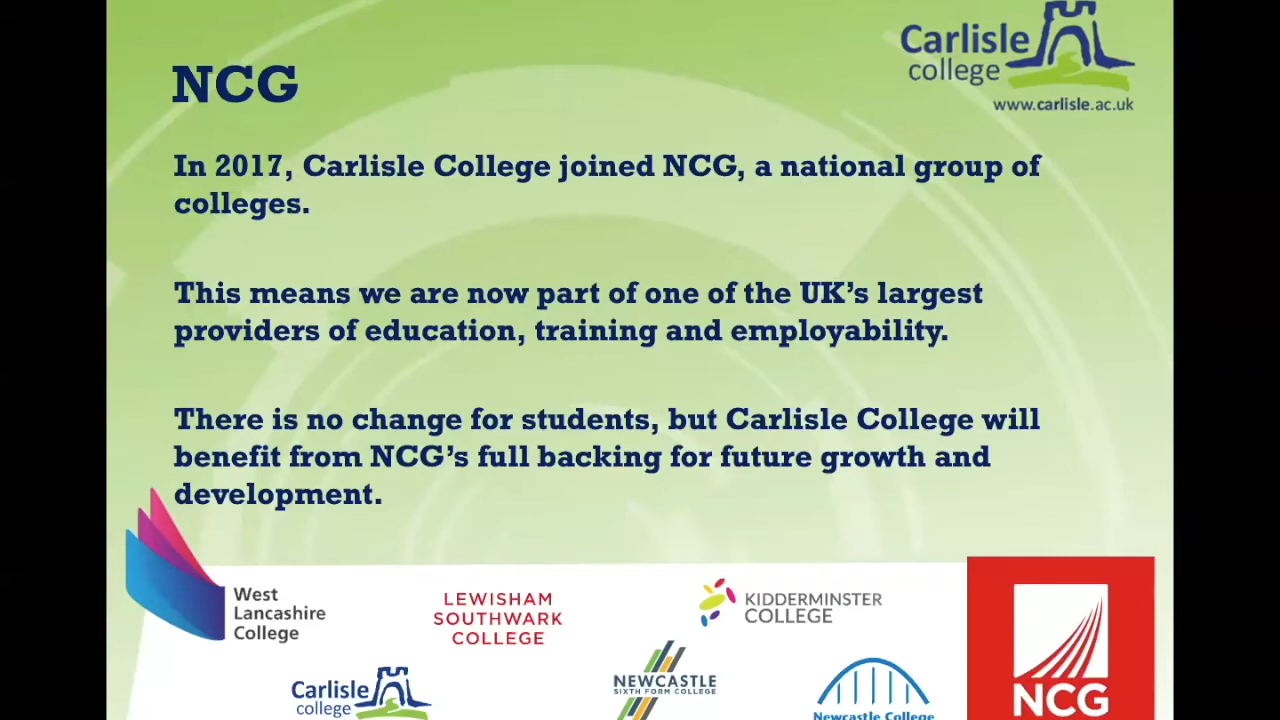 Carlisle
college
www.carlisle.ac.uk
NCG
In 2017, Carlisle College joined NCG, a national group of
colleges.
This means we are now part of one of the UK's largest
providers of education, training and employability.
There is no change for students, but Carlisle College will
benefit from NCG's full backing for future growth and
development.
West
Lancashire
College
LEWISHAM
SOUTHWARK
COLLEGE
KIDDERMINSTER
COLLEGE
Carlisle
college
NEWCASTLE
SIXTH FORM COLLEGE
Newcastle College
NCG